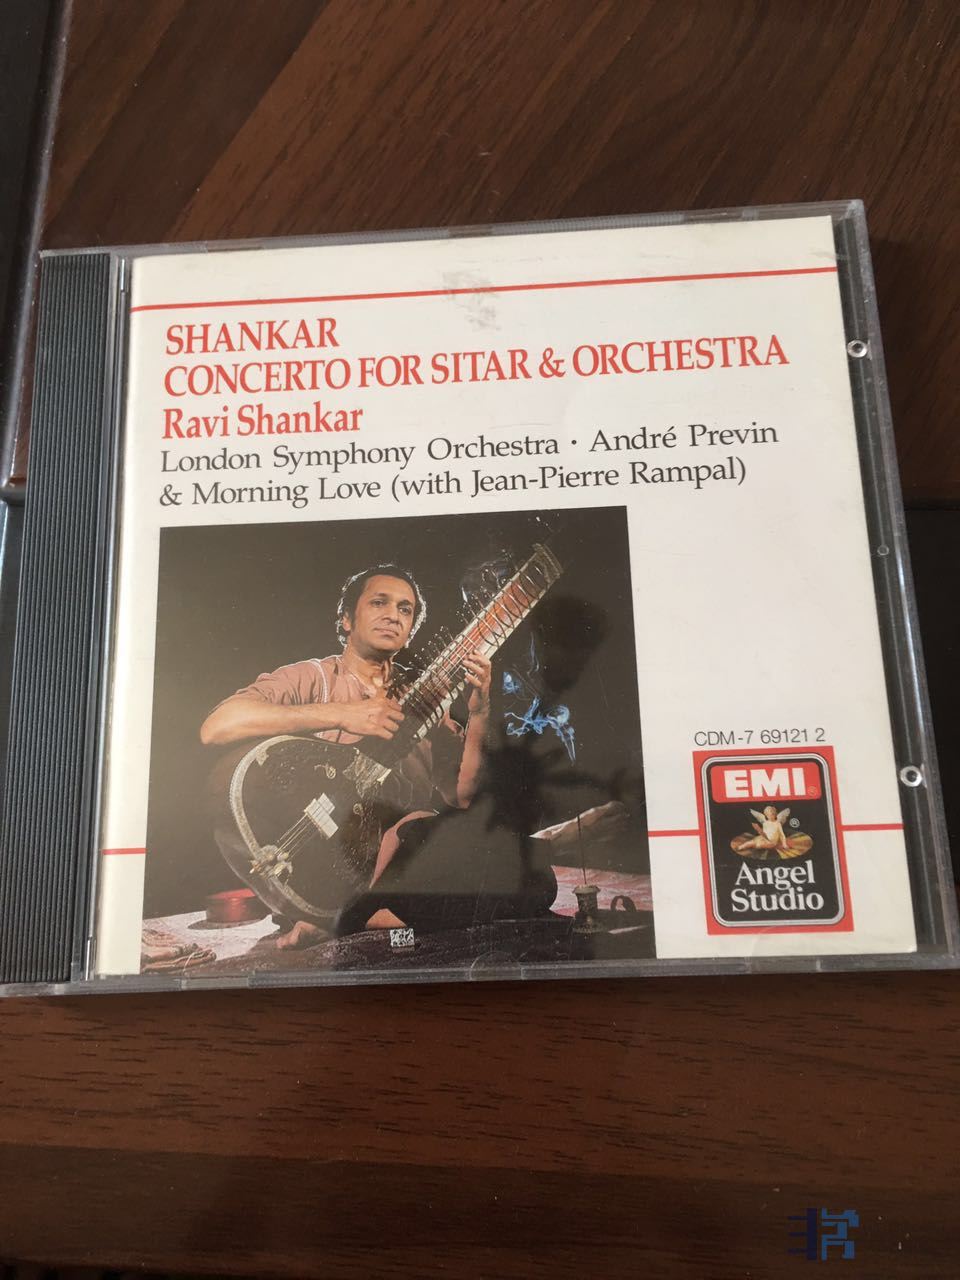 SHANKAR
CONCERTO FOR SITAR & ORCHESTRA
Ravi Shankar
London Symphony Orchestra · André Previn
& Morning Love (with Jean-Pierre Rampal)
CDM-7 69121 2
EMI®
®
Angel
Studio